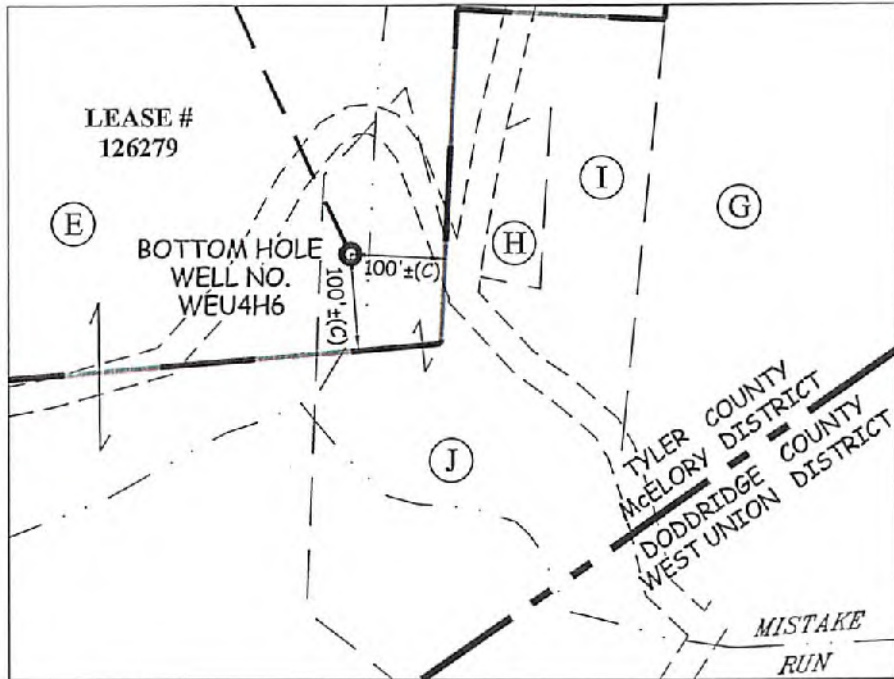 LEASE #
126279
E
I
G
H
BOTTOM HOLE
WELL NO.
WEU4H6
100'±(C)
100'±(C)
J
TYLER COUNTY
McELORY DISTRICT
DODDRIDGE COUNTY
WEST UNION DISTRICT
MISTAKE
RUN